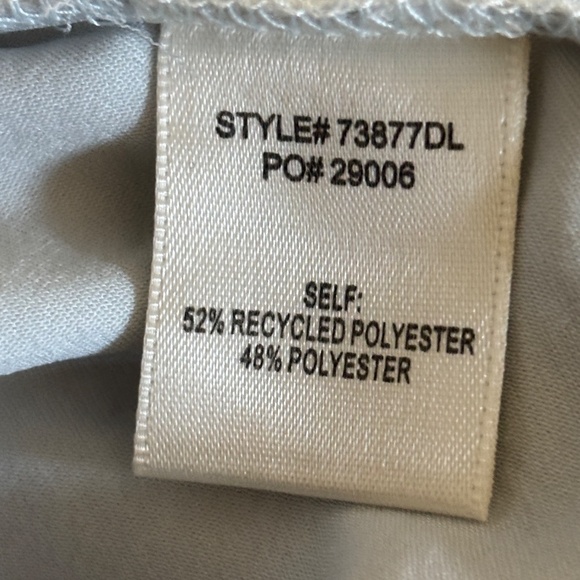 STYLE# 73877DL
PO# 29006
SELF:
52% RECYCLED POLYESTER
48% POLYESTER